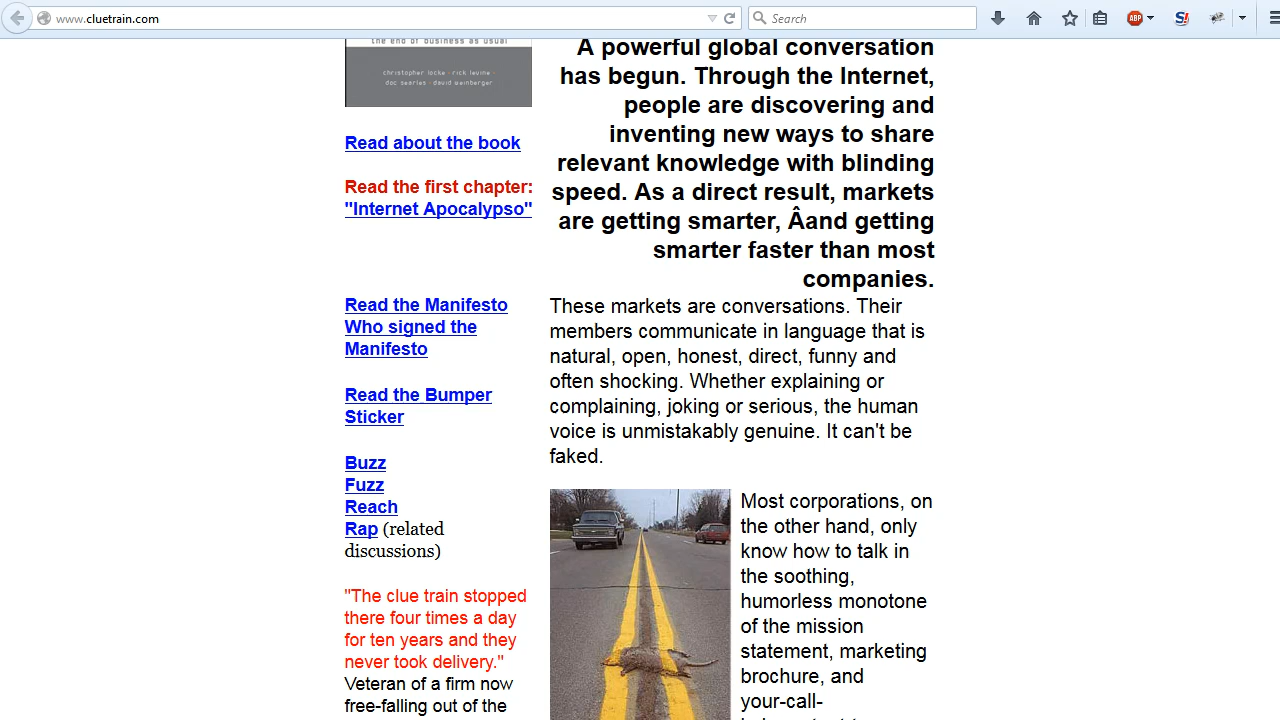 www.cluetrain.com
Search
ABP
S!
the end of business as usual
christopher locke · rick levine ·
doc searles · david weinberger
Read about the book
Read the first chapter:
"Internet Apocalypso"
Read the Manifesto
Who signed the
Manifesto
Read the Bumper
Sticker
Buzz
Fuzz
Reach
Rap (related
discussions)
"The clue train stopped
there four times a day
for ten years and they
never took delivery."
Veteran of a firm now
free-falling out of the
A powerful global conversation
has begun. Through the Internet,
people are discovering and
inventing new ways to share
relevant knowledge with blinding
speed. As a direct result, markets
are getting smarter, Âand getting
smarter faster than most
companies.
These markets are conversations. Their
members communicate in language that is
natural, open, honest, direct, funny and
often shocking. Whether explaining or
complaining, joking or serious, the human
voice is unmistakably genuine. It can't be
faked.
Most corporations, on
the other hand, only
know how to talk in
the soothing,
humorless monotone
of the mission
statement, marketing
brochure, and
your-call-